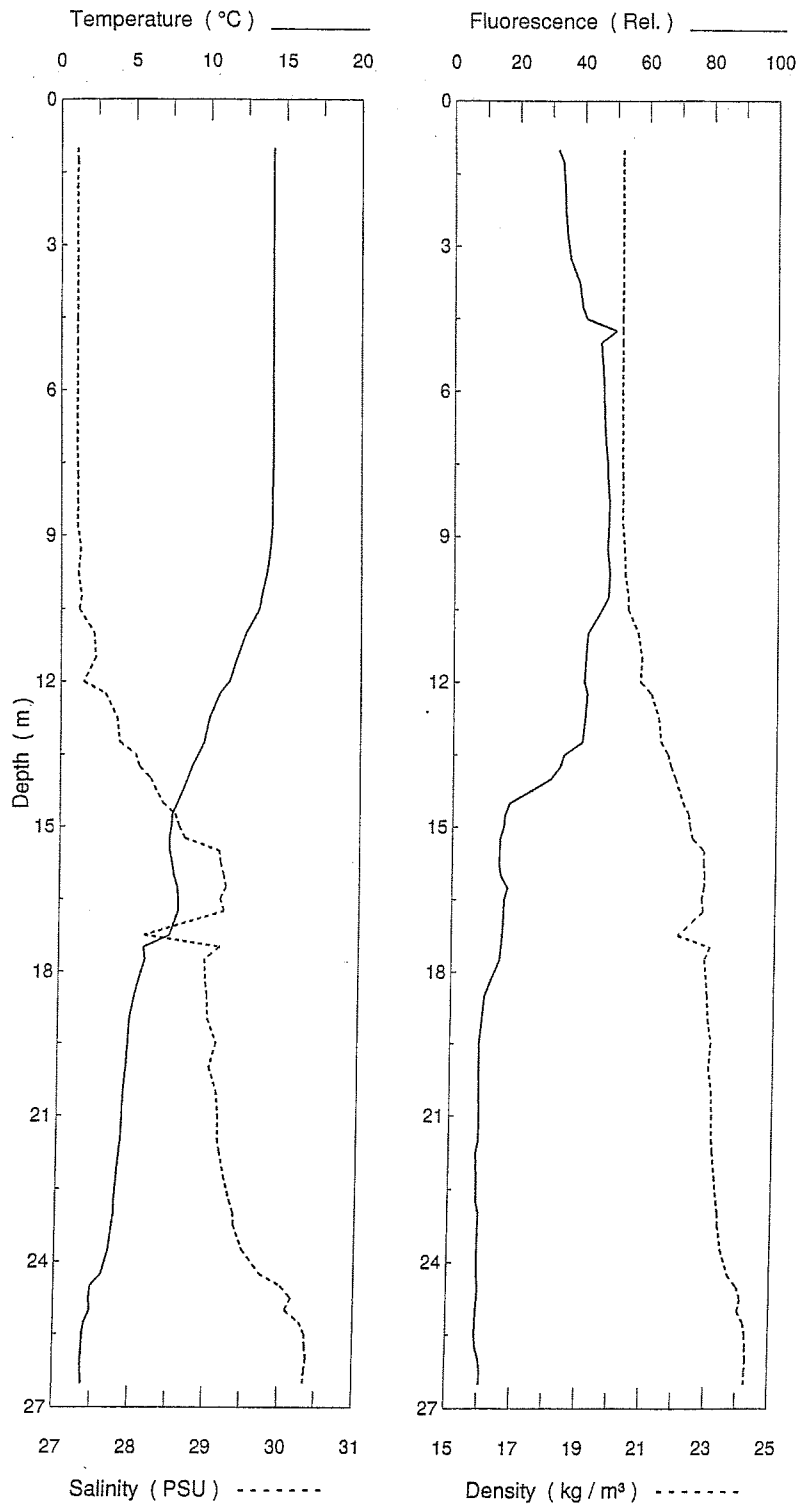 Temperature ( °C )
0 5 10 15 20
0
3
6
9
12
15
18
21
24
27
Depth ( m )
27 28 29 30 31
Salinity ( PSU )
Fluorescence ( Rel. )
0 20 40 60 80 100
0
3
6
9
12
15
18
21
24
27
15 17 19 21 23 25
Density ( kg / m³ )